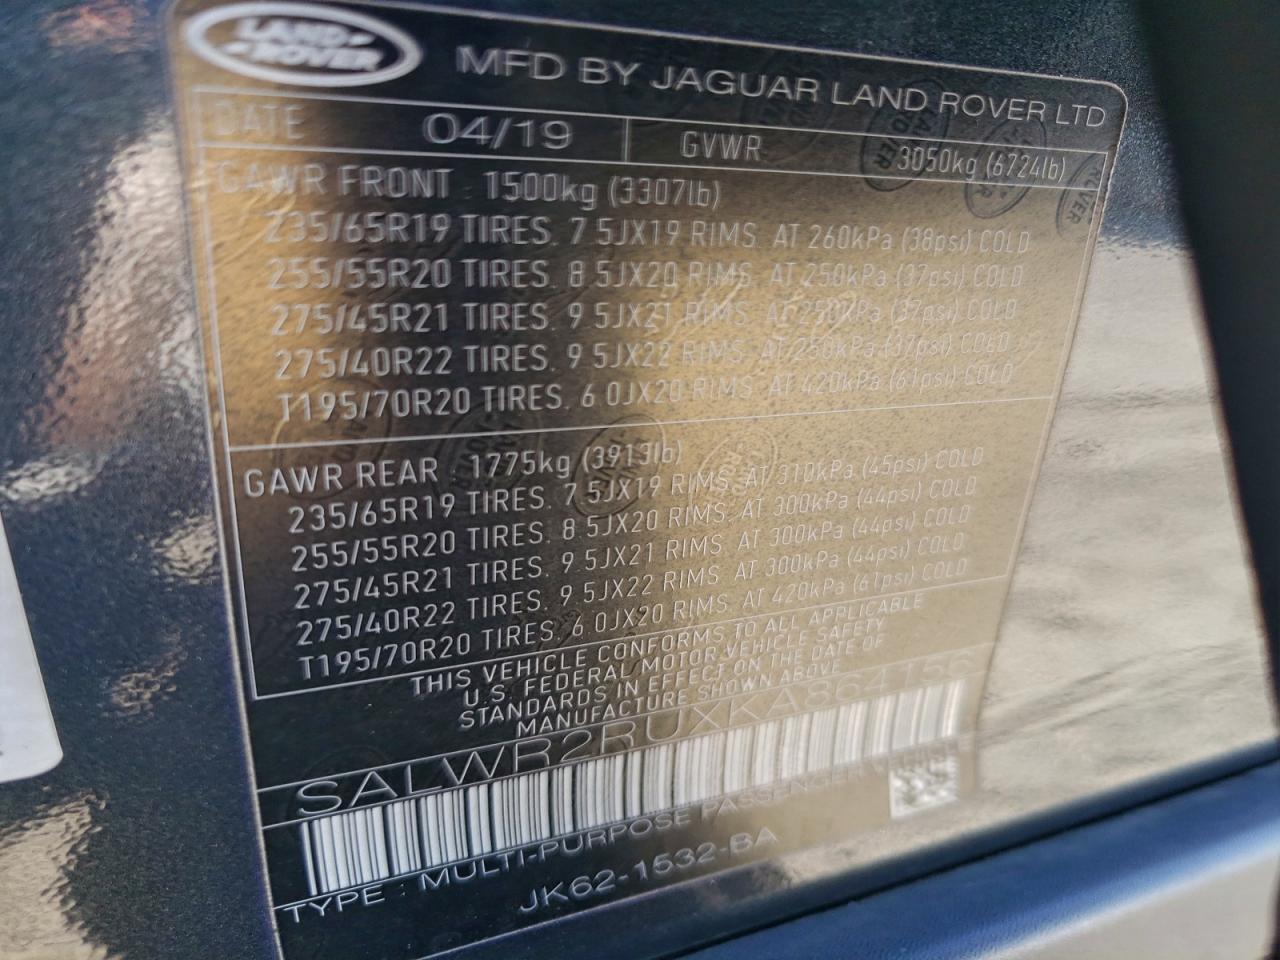 LAND
ROVER
MFD BY JAGUAR LAND ROVER LTD
DATE 04/19 GVWR 3050kg (6724lb)
GAWR FRONT 1500kg (3307lb)
235/65R19 TIRES. 7 5JX19 RIMS AT 260kPa (38psi) COLD
255/55R20 TIRES. 8 5JX20 RIMS. AT 250kPa (37psi) COLD
275/45R21 TIRES. 9 5JX21 RIMS AT 250kPa (37psi) COLD
275/40R22 TIRES. 9 5JX22 RIMS AT 250kPa (37psi) COLD
T195/70R20 TIRES. 6 0JX20 RIMS AT 420kPa (61psi) COLD
GAWR REAR 1775kg (3913lb)
235/65R19 TIRES. 7 5JX19 RIMS AT 310kPa (45psi) COLD
255/55R20 TIRES. 8 5JX20 RIMS AT 300kPa (44psi) COLD
275/45R21 TIRES. 9 5JX21 RIMS AT 300kPa (44psi) COLD
275/40R22 TIRES. 9 5JX22 RIMS AT 300kPa (44psi) COLD
T195/70R20 TIRES. 6 0JX20 RIMS AT 420kPa (61psi) COLD
THIS VEHICLE CONFORMS TO ALL APPLICABLE
U.S. FEDERAL MOTOR VEHICLE SAFETY
STANDARDS IN EFFECT ON THE DATE OF
MANUFACTURE SHOWN ABOVE
SALWR2RUXKA864156
TYPE : MULTI-PURPOSE PASSENGER VEHICLE
JK62-1532-BA